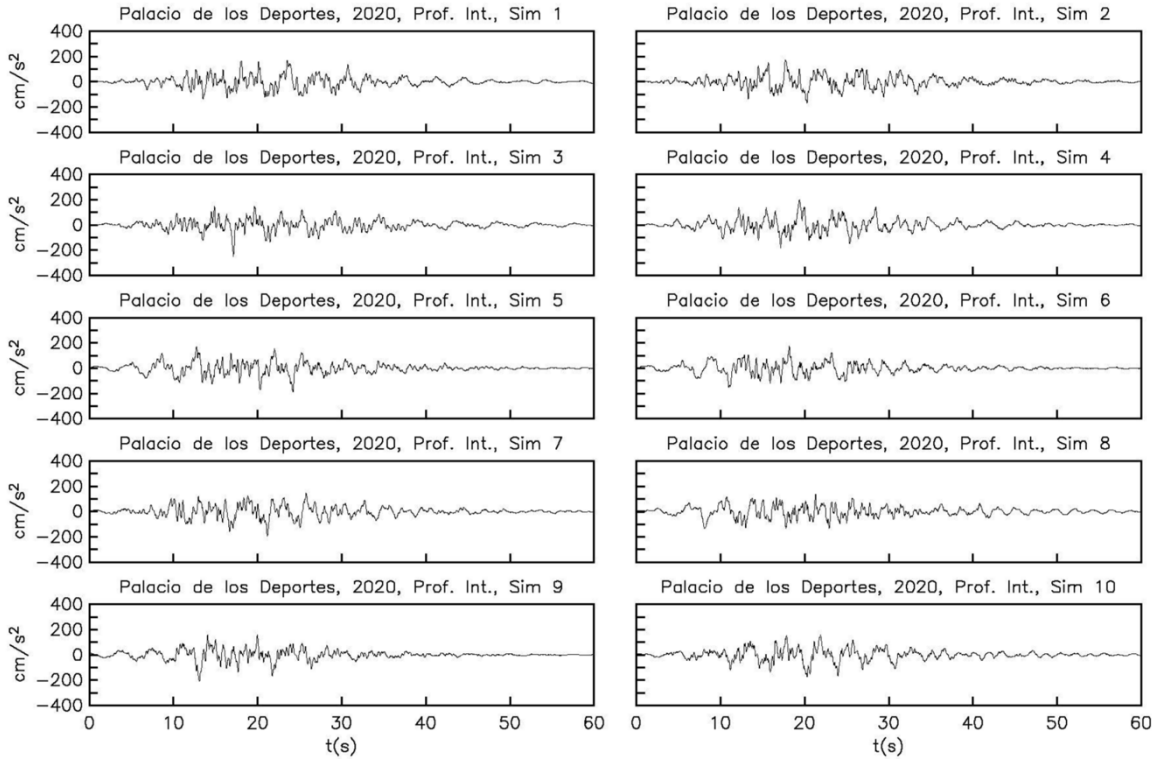 Palacio de los Deportes, 2020, Prof. Int., Sim 1
Palacio de los Deportes, 2020, Prof. Int., Sim 2
400
200
0
−200
−400
cm/s²
Palacio de los Deportes, 2020, Prof. Int., Sim 3
Palacio de los Deportes, 2020, Prof. Int., Sim 4
400
200
0
−200
−400
cm/s²
Palacio de los Deportes, 2020, Prof. Int., Sim 5
Palacio de los Deportes, 2020, Prof. Int., Sim 6
400
200
0
−200
−400
cm/s²
Palacio de los Deportes, 2020, Prof. Int., Sim 7
Palacio de los Deportes, 2020, Prof. Int., Sim 8
400
200
0
−200
−400
cm/s²
Palacio de los Deportes, 2020, Prof. Int., Sim 9
Palacio de los Deportes, 2020, Prof. Int., Sim 10
400
200
0
−200
−400
cm/s²
0 10 20 30 40 50 60
0 10 20 30 40 50 60
t(s)
t(s)